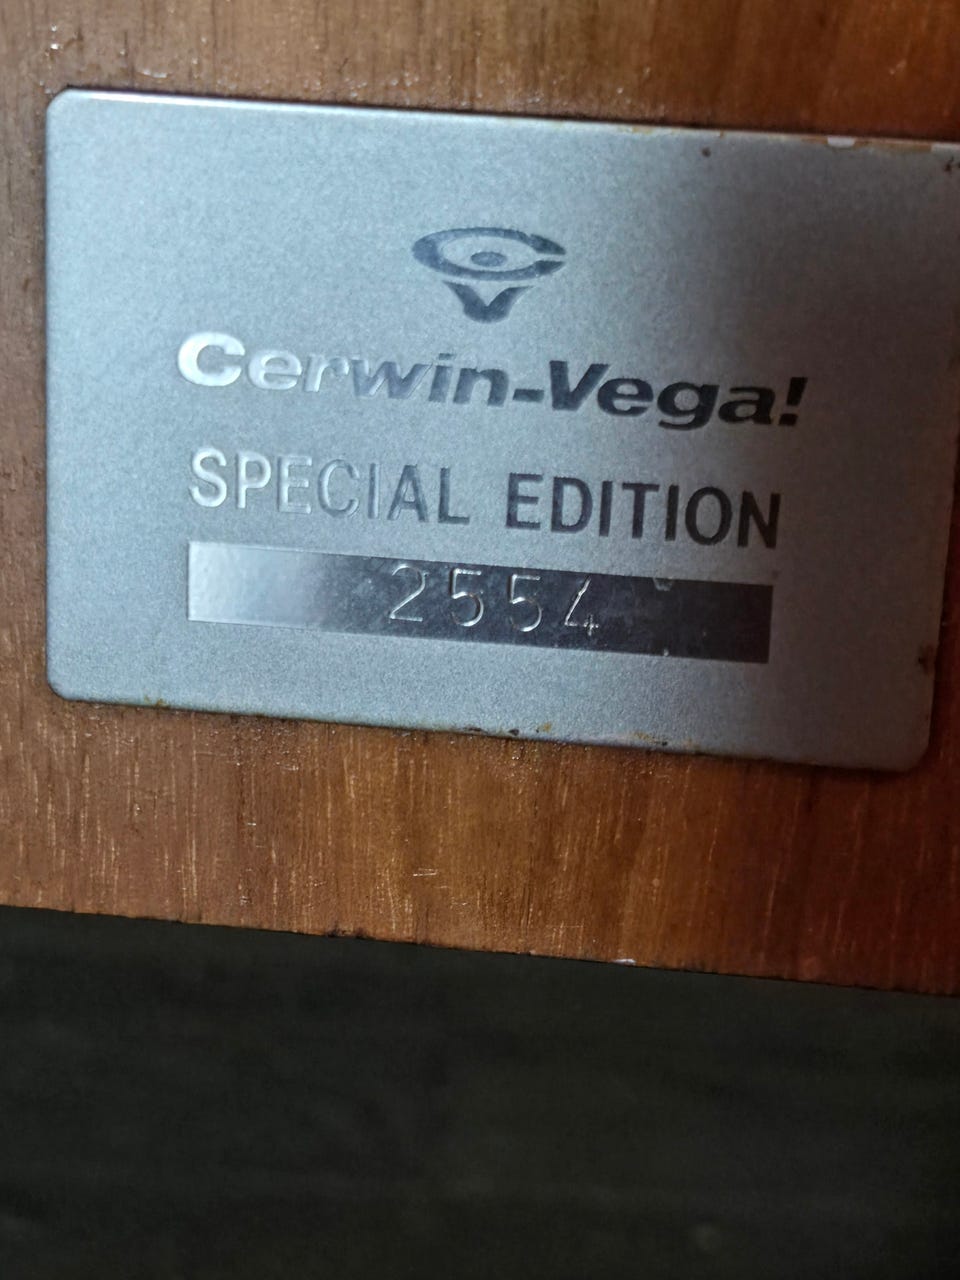 Cerwin-Vega!
SPECIAL EDITION
2554